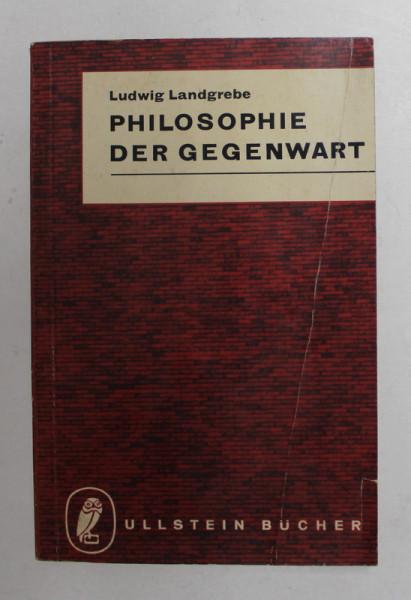 Ludwig Landgrebe
PHILOSOPHIE
DER GEGENWART
ULLSTEIN BÜCHER